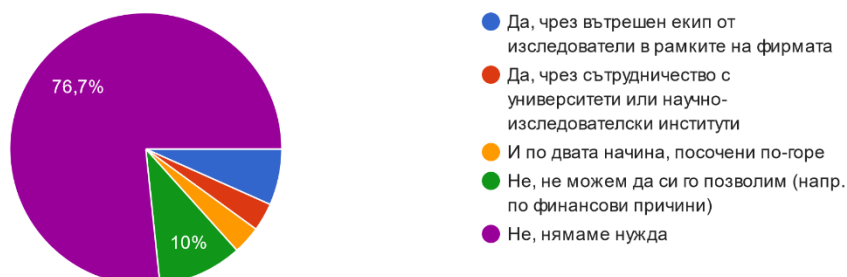 76,7%
10%
Да, чрез вътрешен екип от
изследователи в рамките на фирмата
Да, чрез сътрудничество с
университети или научно-
изследователски институти
И по двата начина, посочени по-горе
Не, не можем да си го позволим (напр.
по финансови причини)
Не, нямаме нужда